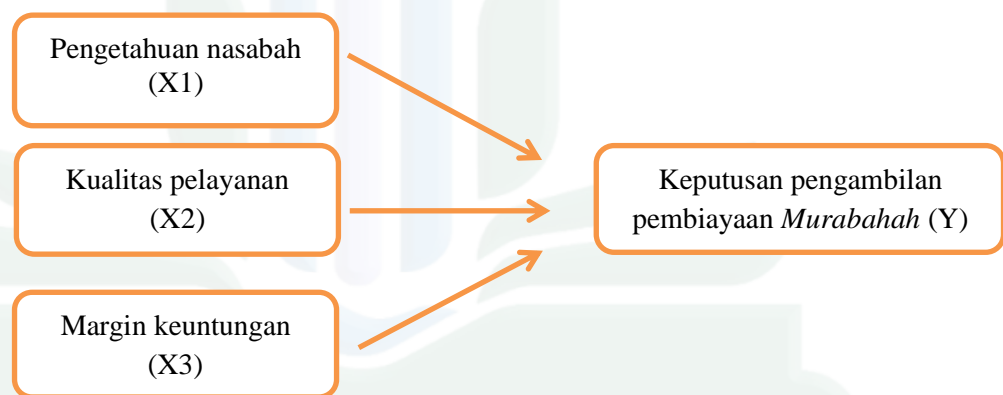 Pengetahuan nasabah
(X1)
Kualitas pelayanan
(X2)
Margin keuntungan
(X3)
Keputusan pengambilan
pembiayaan Murabahah (Y)